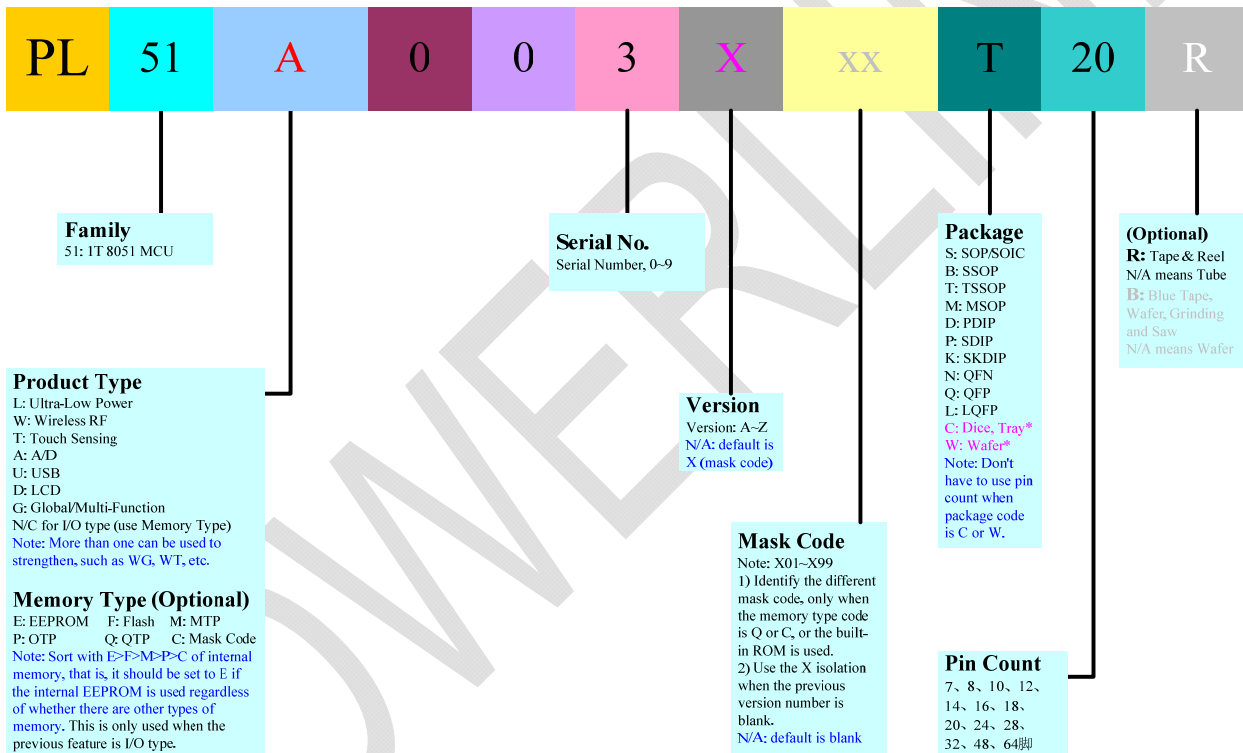 PL 51 A 0 0 3 X xx T 20 R
Family
51: 1T 8051 MCU
Serial No.
Serial Number, 0~9
Package
S: SOP/SOIC
B: SSOP
T: TSSOP
M: MSOP
D: PDIP
P: SDIP
K: SKDIP
N: QFN
Q: QFP
L: LQFP
C: Dice, Tray*
W: Wafer*
Note: Don't
have to use pin
count when
package code
is C or W.
(Optional)
R: Tape & Reel
N/A means Tube
B: Blue Tape,
Wafer, Grinding
and Saw
N/A means Wafer
Product Type
L: Ultra-Low Power
W: Wireless RF
T: Touch Sensing
A: A/D
U: USB
D: LCD
G: Global/Multi-Function
N/C for I/O type (use Memory Type)
Note: More than one can be used to
strengthen, such as WG, WT, etc.
Memory Type (Optional)
E: EEPROM F: Flash M: MTP
P: OTP Q: QTP C: Mask Code
Note: Sort with E>F>M>P>C of internal
memory, that is, it should be set to E if
the internal EEPROM is used regardless
of whether there are other types of
memory. This is only used when the
previous feature is I/O type.
Version
Version: A~Z
N/A: default is
X (mask code)
Mask Code
Note: X01~X99
1) Identify the different
mask code, only when
the memory type code
is Q or C, or the built-
in ROM is used.
2) Use the X isolation
when the previous
version number is
blank.
N/A: default is blank
Pin Count
7、8、10、12、
14、16、18、
20、24、28、
32、48、64脚
POWERLIN